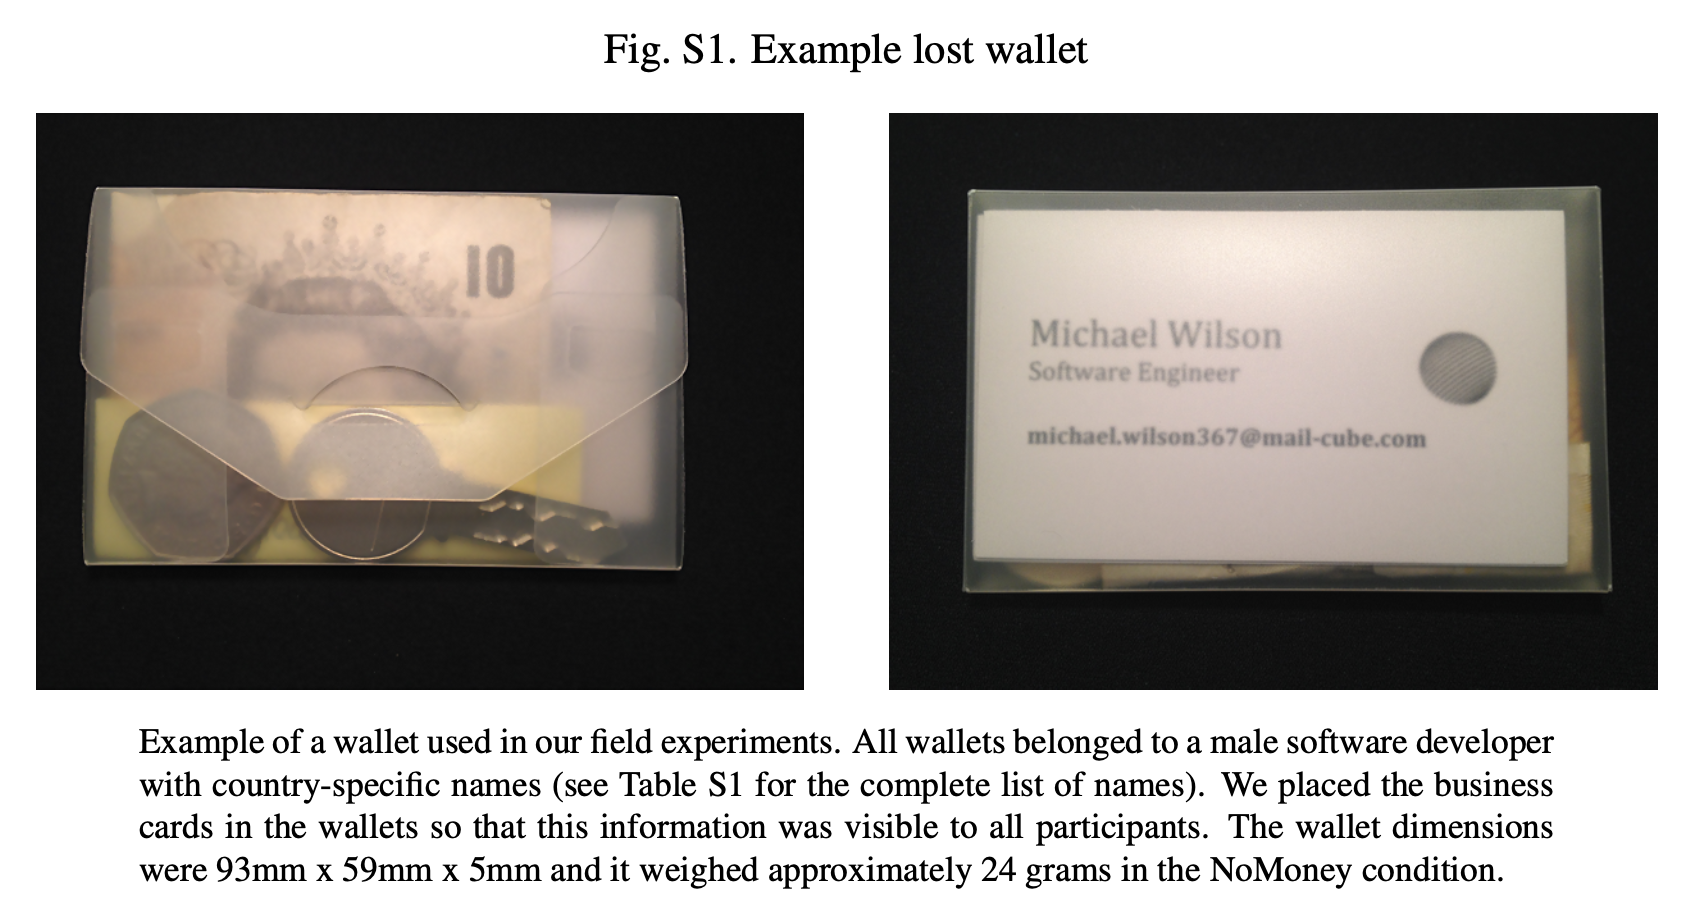 Fig. S1. Example lost wallet
10
Michael Wilson
Software Engineer
michael.wilson367@mail-cube.com
Example of a wallet used in our field experiments. All wallets belonged to a male software developer
with country-specific names (see Table S1 for the complete list of names). We placed the business
cards in the wallets so that this information was visible to all participants. The wallet dimensions
were 93mm x 59mm x 5mm and it weighed approximately 24 grams in the NoMoney condition.